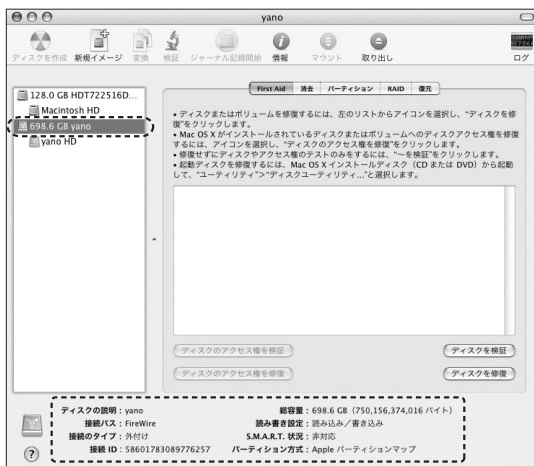 yano
ディスクを作成 新規イメージ 変換 検証 ジャーナル記録開始 情報 マウント 取り出し ログ
128.0 GB HDT722516D...
Macintosh HD
698.6 GB yano
yano HD
First Aid 消去 パーティション RAID 復元
• ディスクまたはボリュームを修復するには、左のリストからアイコンを選択し、“ディスクを修
復”をクリックします。
• Mac OS X がインストールされているディスクまたはボリュームへのディスクアクセス権を修復
するには、アイコンを選択し、“ディスクのアクセス権を修復”をクリックします。
• 修復せずにディスクやアクセス権のテストのみをするには、“〜を検証”をクリックします。
• 起動ディスクを修復するには、Mac OS X インストールディスク（CD または DVD）から起動
して、“ユーティリティ”>“ディスクユーティリティ...”と選択します。
ディスクのアクセス権を検証 ディスクを検証
ディスクのアクセス権を修復 ディスクを修復
ディスクの説明：yano 総容量：698.6 GB（750,156,374,016 バイト）
接続バス：FireWire 読み書き設定：読み込み／書き込み
接続のタイプ：外付け S.M.A.R.T. 状況：非対応
接続 ID：58601783089776257 パーティション方式：Apple パーティションマップ
?